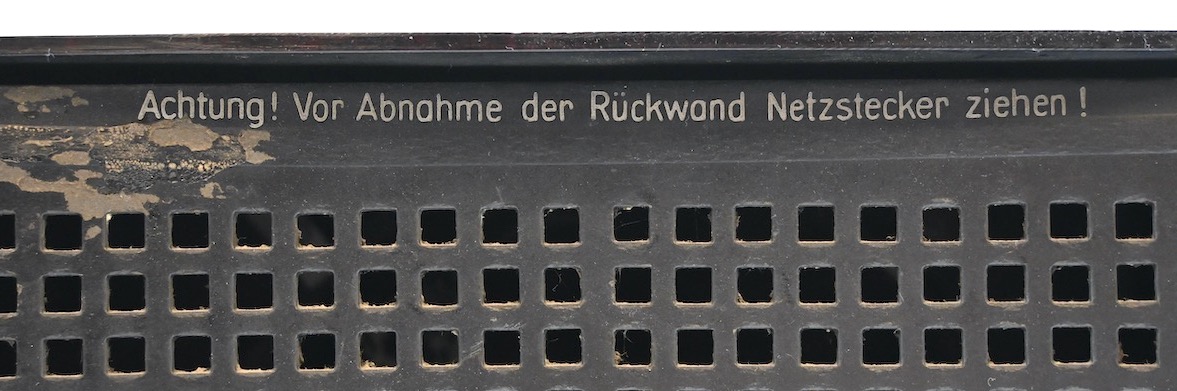 Achtung! Vor Abnahme der Rückwand Netzstecker ziehen!